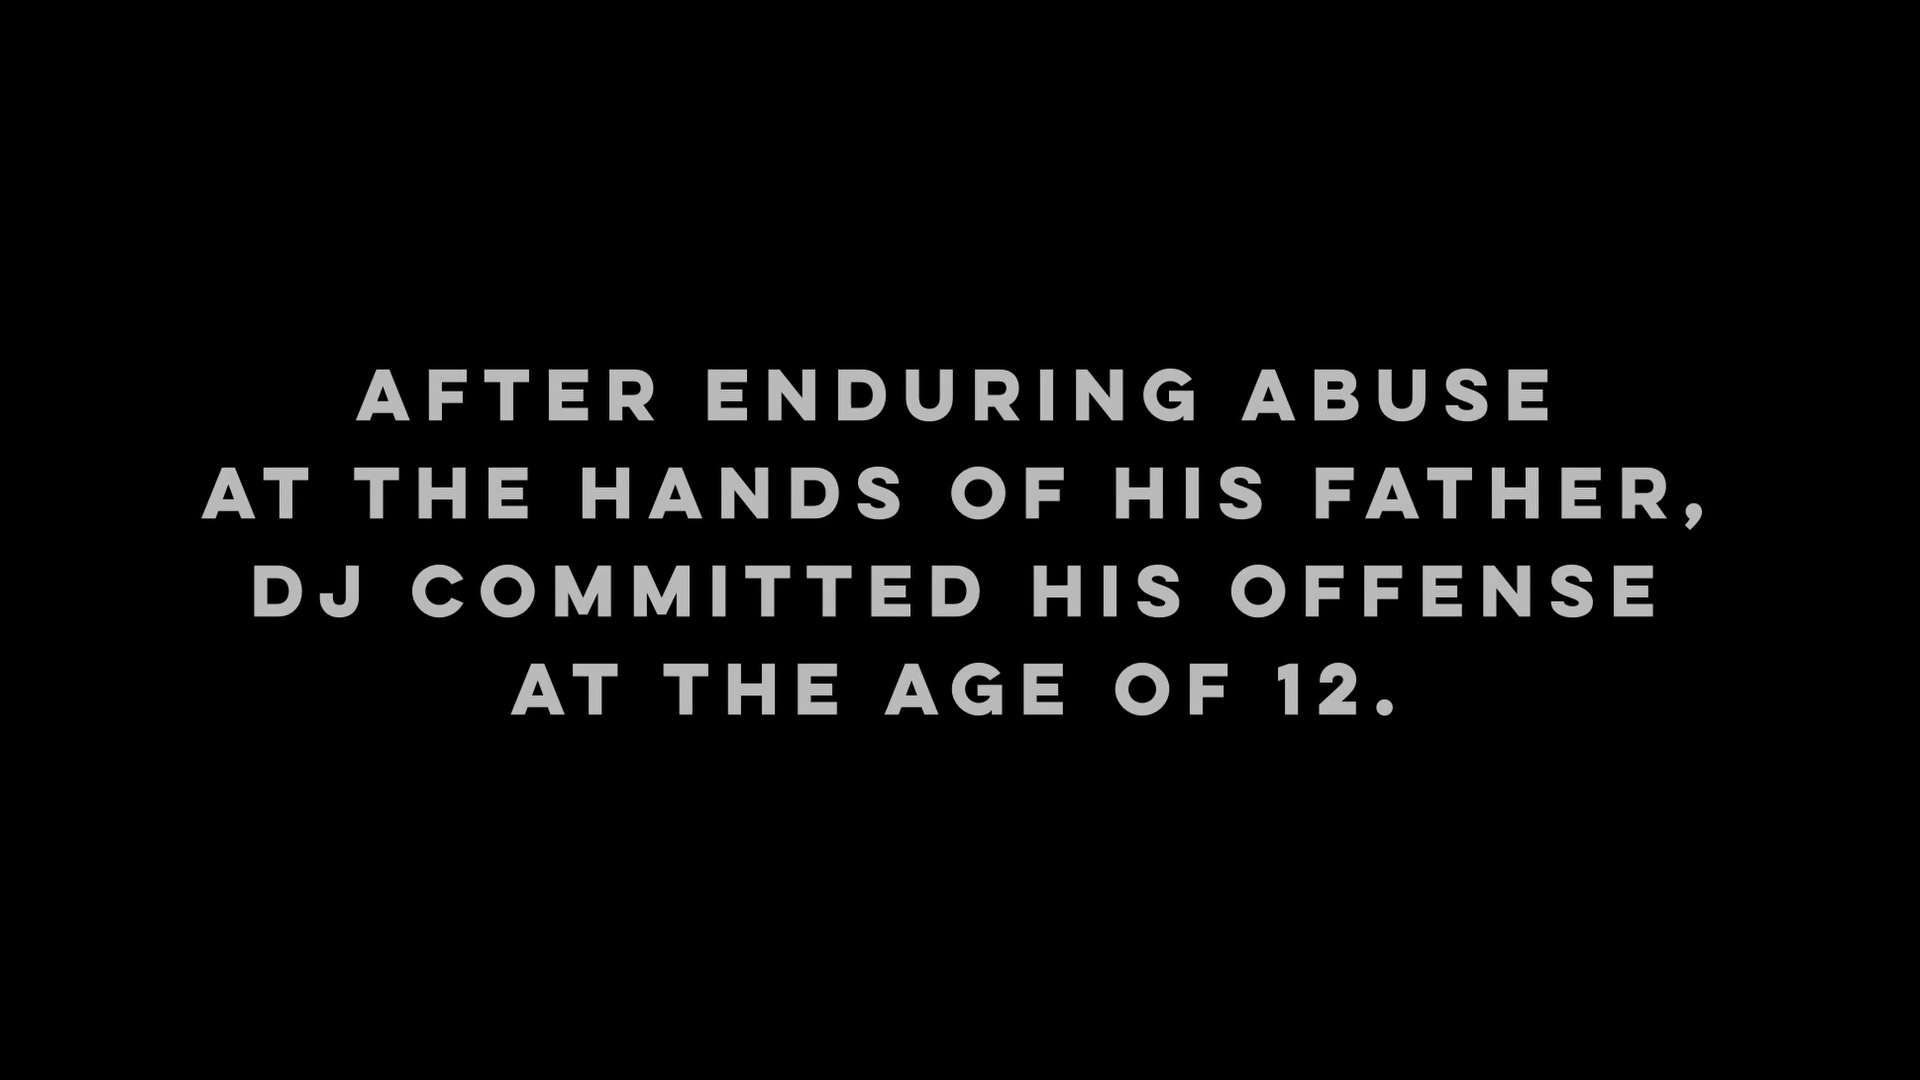 AFTER ENDURING ABUSE
AT THE HANDS OF HIS FATHER,
DJ COMMITTED HIS OFFENSE
AT THE AGE OF 12.